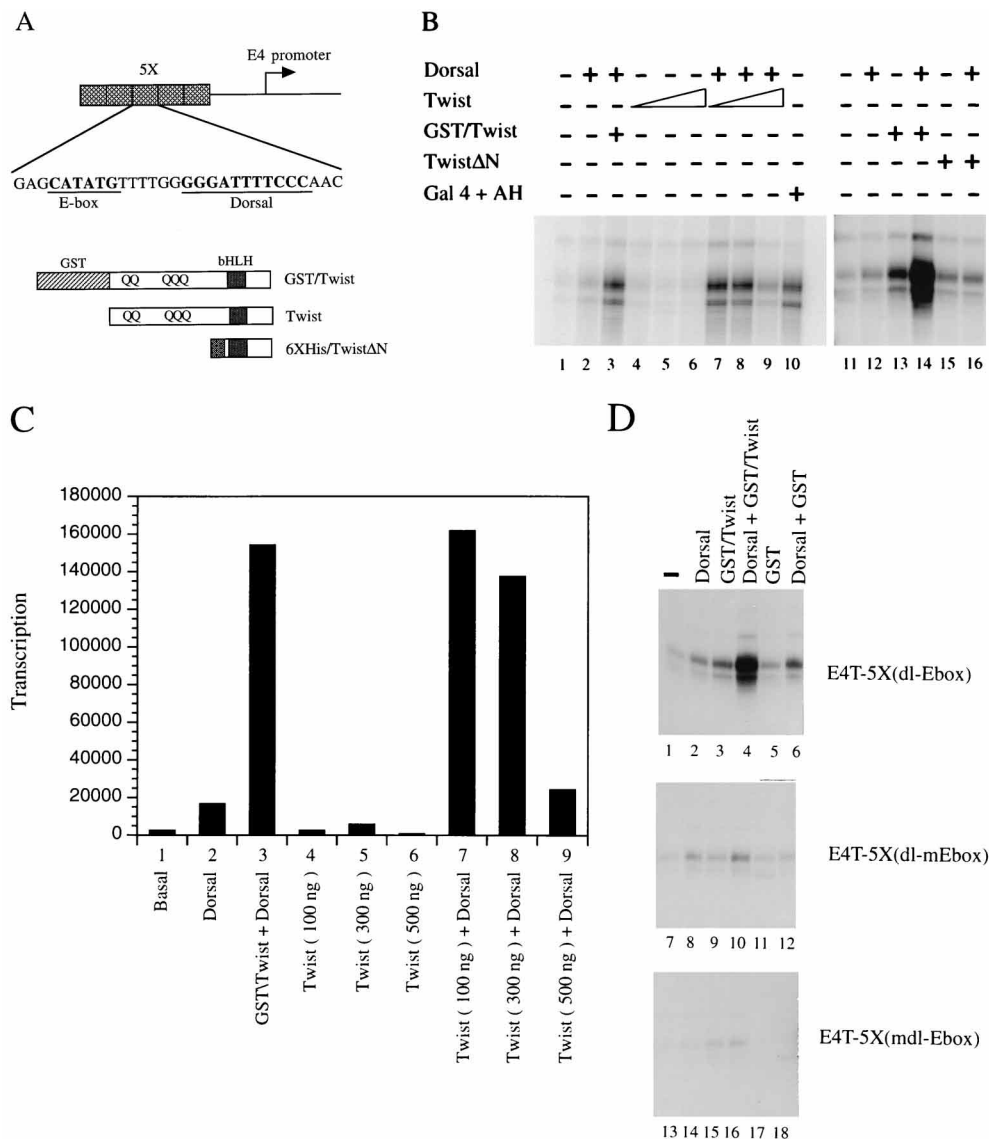 A
5X
E4 promoter
GAGCATATGTTTTGGGGGATTTTCCCAAC
E-box Dorsal
GST bHLH
QQ QQQ GST/Twist
QQ QQQ Twist
6XHis/TwistΔN
B
Dorsal - + + - - - + + + - - + - + - +
Twist - - - - - - - - - -
GST/Twist - - + - - - - - - - - - + + - -
TwistΔN - - - - - - - - - - - - - - + +
Gal 4 + AH - - - - - - - - - + - - - - - -
1 2 3 4 5 6 7 8 9 10 11 12 13 14 15 16
C
Transcription
180000
160000
140000
120000
100000
80000
60000
40000
20000
0
1 2 3 4 5 6 7 8 9
Basal
Dorsal
GST\Twist + Dorsal
Twist ( 100 ng )
Twist ( 300 ng )
Twist ( 500 ng )
Twist ( 100 ng ) + Dorsal
Twist ( 300 ng ) + Dorsal
Twist ( 500 ng ) + Dorsal
D
-
Dorsal
GST/Twist
Dorsal + GST/Twist
GST
Dorsal + GST
E4T-5X(dl-Ebox)
1 2 3 4 5 6
E4T-5X(dl-mEbox)
7 8 9 10 11 12
E4T-5X(mdl-Ebox)
13 14 15 16 17 18